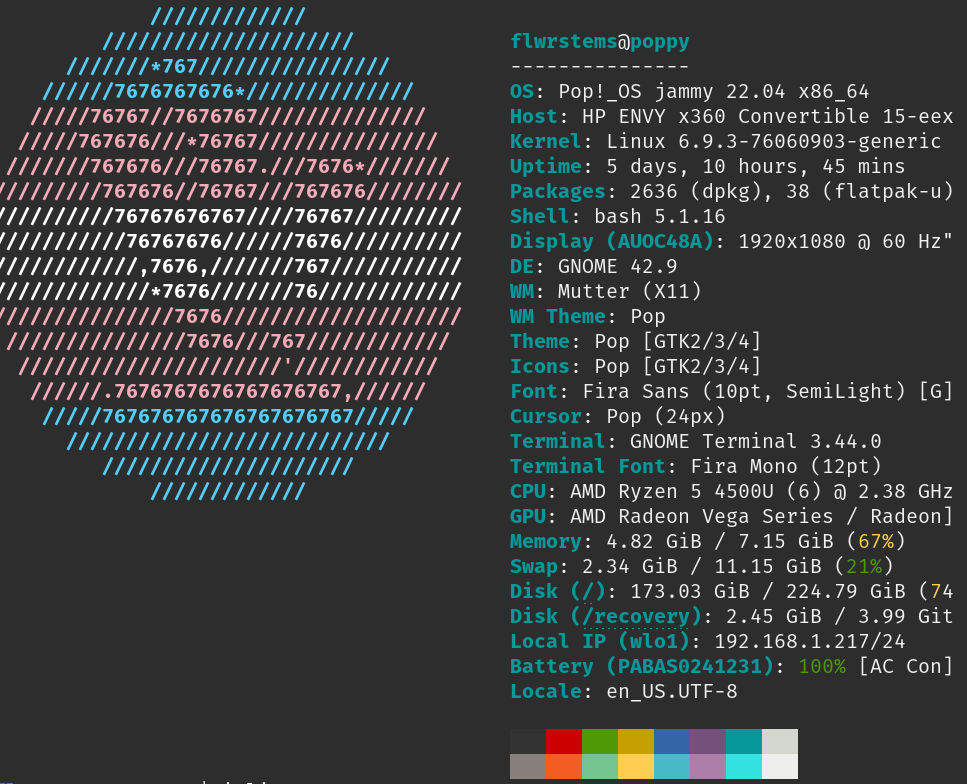 /////////////
/////////////////////
///////*767////////////////
//////7676767676*//////////////
/////76767//7676767//////////////
/////767676///*76767///////////////
///////767676///76767.///7676*///////
/////////767676//76767///767676////////
//////////76767676767////76767/////////
///////////76767676//////7676//////////
////////////,7676,///////767///////////
/////////////*7676///////76////////////
///////////////7676////////////////////
///////////////7676///767////////////
//////////////////////'////////////
//////.7676767676767676767,//////
/////767676767676767676767/////
///////////////////////////
/////////////////////
/////////////
flwrstems@poppy
---------------
OS: Pop!_OS jammy 22.04 x86_64
Host: HP ENVY x360 Convertible 15-eex
Kernel: Linux 6.9.3-76060903-generic
Uptime: 5 days, 10 hours, 45 mins
Packages: 2636 (dpkg), 38 (flatpak-u)
Shell: bash 5.1.16
Display (AUOC48A): 1920x1080 @ 60 Hz"
DE: GNOME 42.9
WM: Mutter (X11)
WM Theme: Pop
Theme: Pop [GTK2/3/4]
Icons: Pop [GTK2/3/4]
Font: Fira Sans (10pt, SemiLight) [G]
Cursor: Pop (24px)
Terminal: GNOME Terminal 3.44.0
Terminal Font: Fira Mono (12pt)
CPU: AMD Ryzen 5 4500U (6) @ 2.38 GHz
GPU: AMD Radeon Vega Series / Radeon]
Memory: 4.82 GiB / 7.15 GiB (67%)
Swap: 2.34 GiB / 11.15 GiB (21%)
Disk (/): 173.03 GiB / 224.79 GiB (74
Disk (/recovery): 2.45 GiB / 3.99 Git
Local IP (wlo1): 192.168.1.217/24
Battery (PABAS0241231): 100% [AC Con]
Locale: en_US.UTF-8